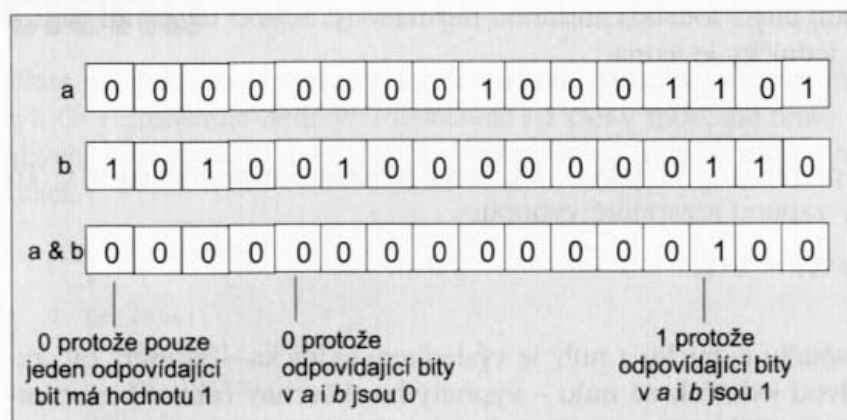 a 0 0 0 0 0 0 0 0 1 0 0 0 1 1 0 1
b 1 0 1 0 0 1 0 0 0 0 0 0 0 1 1 0
a & b 0 0 0 0 0 0 0 0 0 0 0 0 0 1 0 0
0 protože pouze
jeden odpovídající
bit má hodnotu 1
0 protože
odpovídající bity
v a i b jsou 0
1 protože
odpovídající bity
v a i b jsou 1